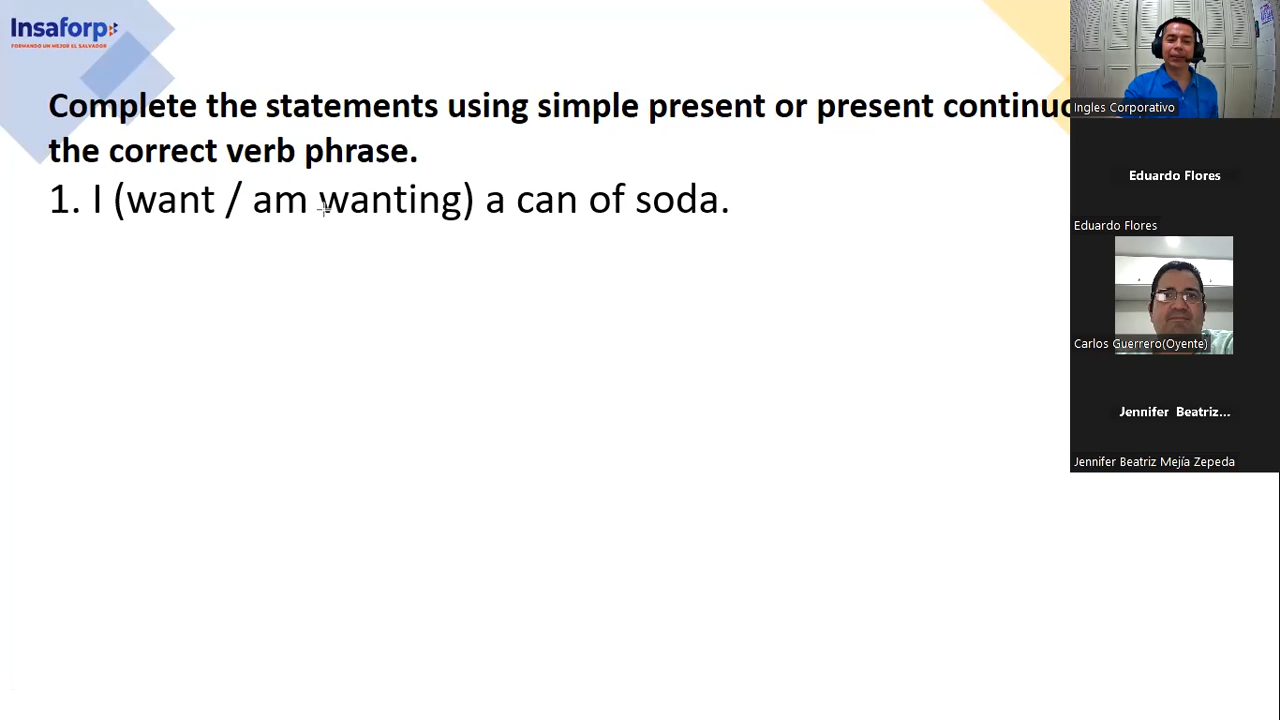 Insaforp
FORMANDO UN MEJOR EL SALVADOR
Complete the statements using simple present or present
the correct verb phrase.
1. I (want / am wanting) a can of soda.
Ingles Corporativo
Eduardo Flores
Eduardo Flores
Carlos Guerrero(Oyente)
Jennifer Beatriz...
Jennifer Beatriz Mejía Zepeda